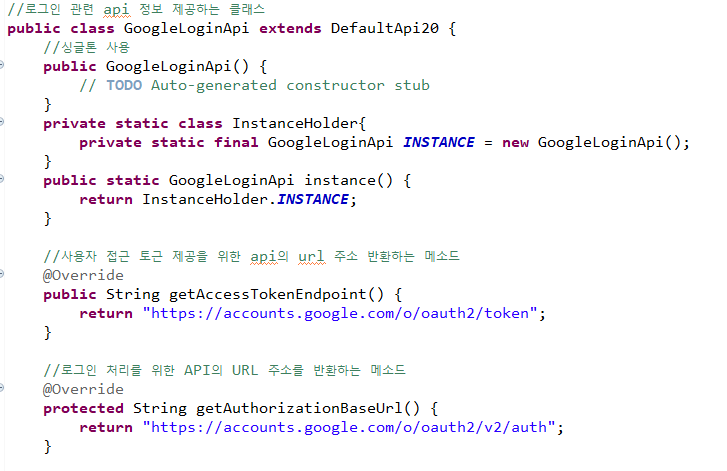 //로그인 관련 api 정보 제공하는 클래스
public class GoogleLoginApi extends DefaultApi20 {
    //싱글톤 사용
    public GoogleLoginApi() {
        // TODO Auto-generated constructor stub
    }
    private static class InstanceHolder{
        private static final GoogleLoginApi INSTANCE = new GoogleLoginApi();
    }
    public static GoogleLoginApi instance() {
        return InstanceHolder.INSTANCE;
    }
    //사용자 접근 토근 제공을 위한 api의 url 주소 반환하는 메소드
    @Override
    public String getAccessTokenEndpoint() {
        return "https://accounts.google.com/o/oauth2/token";
    }
    //로그인 처리를 위한 API의 URL 주소를 반환하는 메소드
    @Override
    protected String getAuthorizationBaseUrl() {
        return "https://accounts.google.com/o/oauth2/v2/auth";
    }